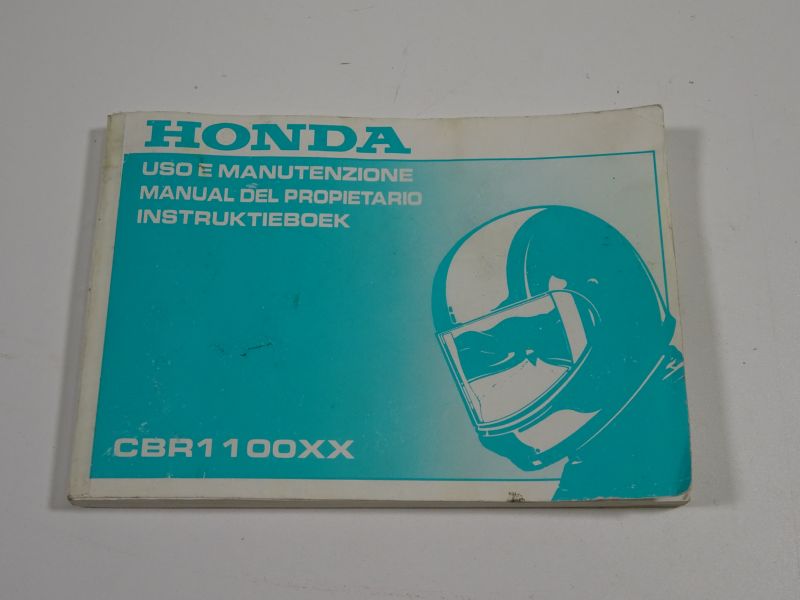 HONDA
USO E MANUTENZIONE
MANUAL DEL PROPIETARIO
INSTRUKTIEBOEK
CBR1100XX